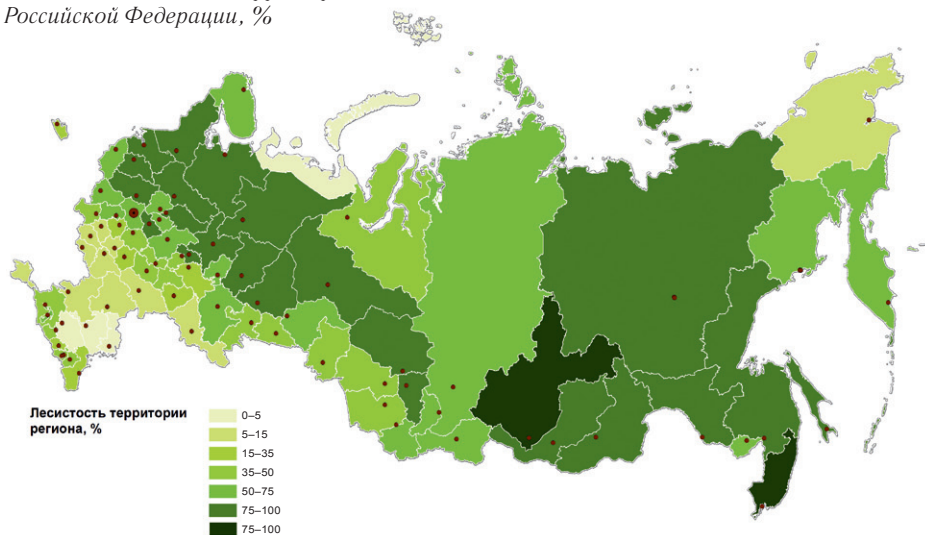 Российской Федерации, %
Лесистость территории
региона, %
0–5
5–15
15–35
35–50
50–75
75–100
75–100